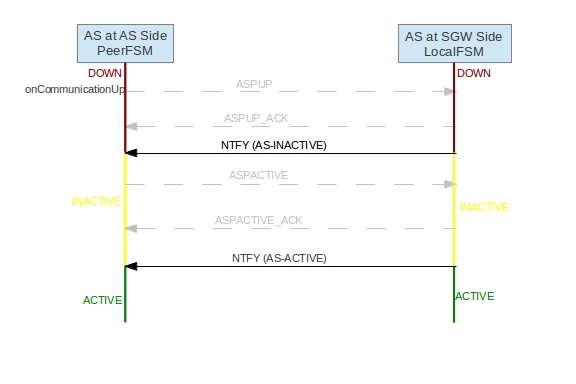 AS at AS Side
PeerFSM
AS at SGW Side
LocalFSM
DOWN
DOWN
onCommunicationUp
ASPUP
ASPUP_ACK
NTFY (AS-INACTIVE)
ASPACTIVE
INACTIVE
INACTIVE
ASPACTIVE_ACK
NTFY (AS-ACTIVE)
ACTIVE
ACTIVE